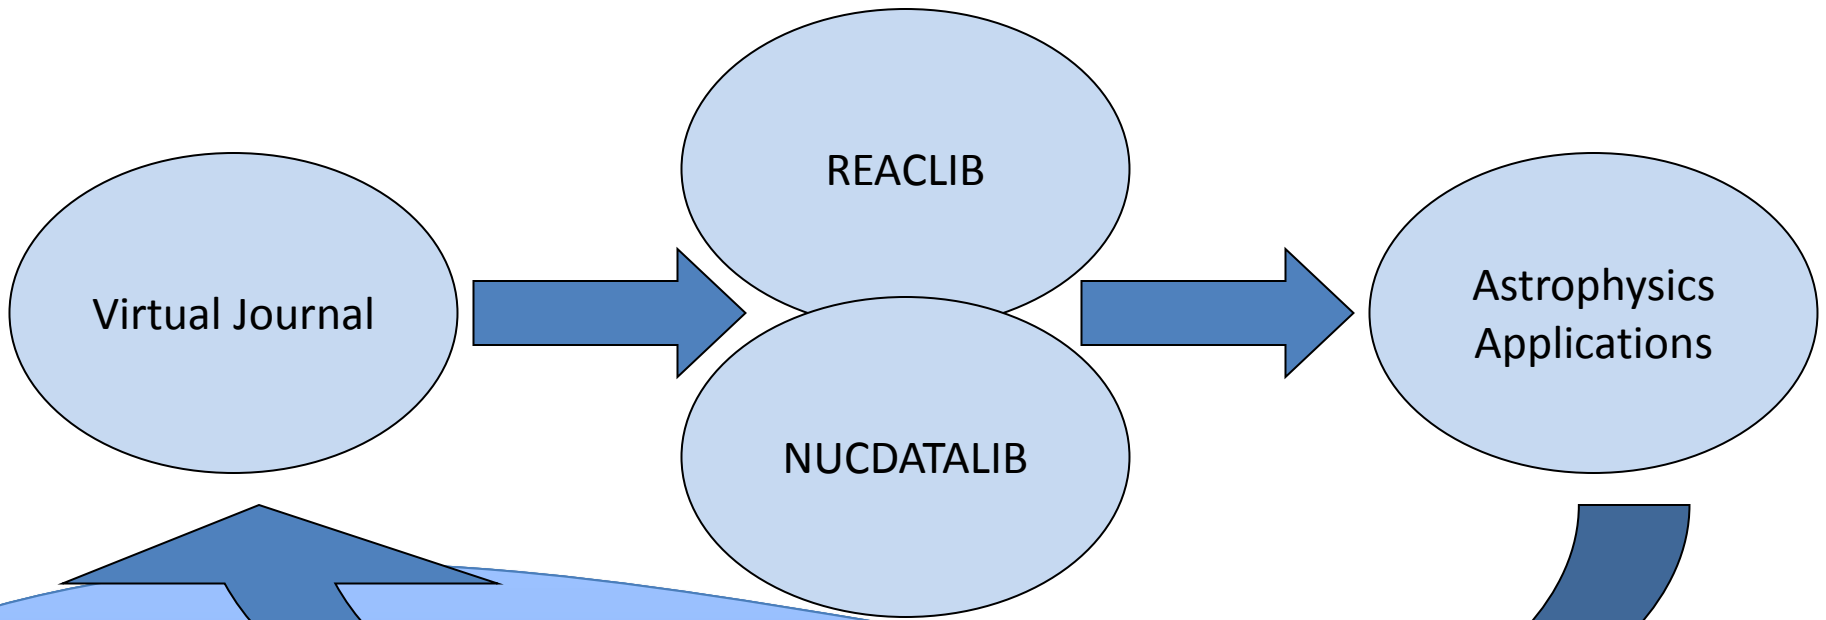 REACLIB
Virtual Journal
Astrophysics
Applications
NUCDATALIB